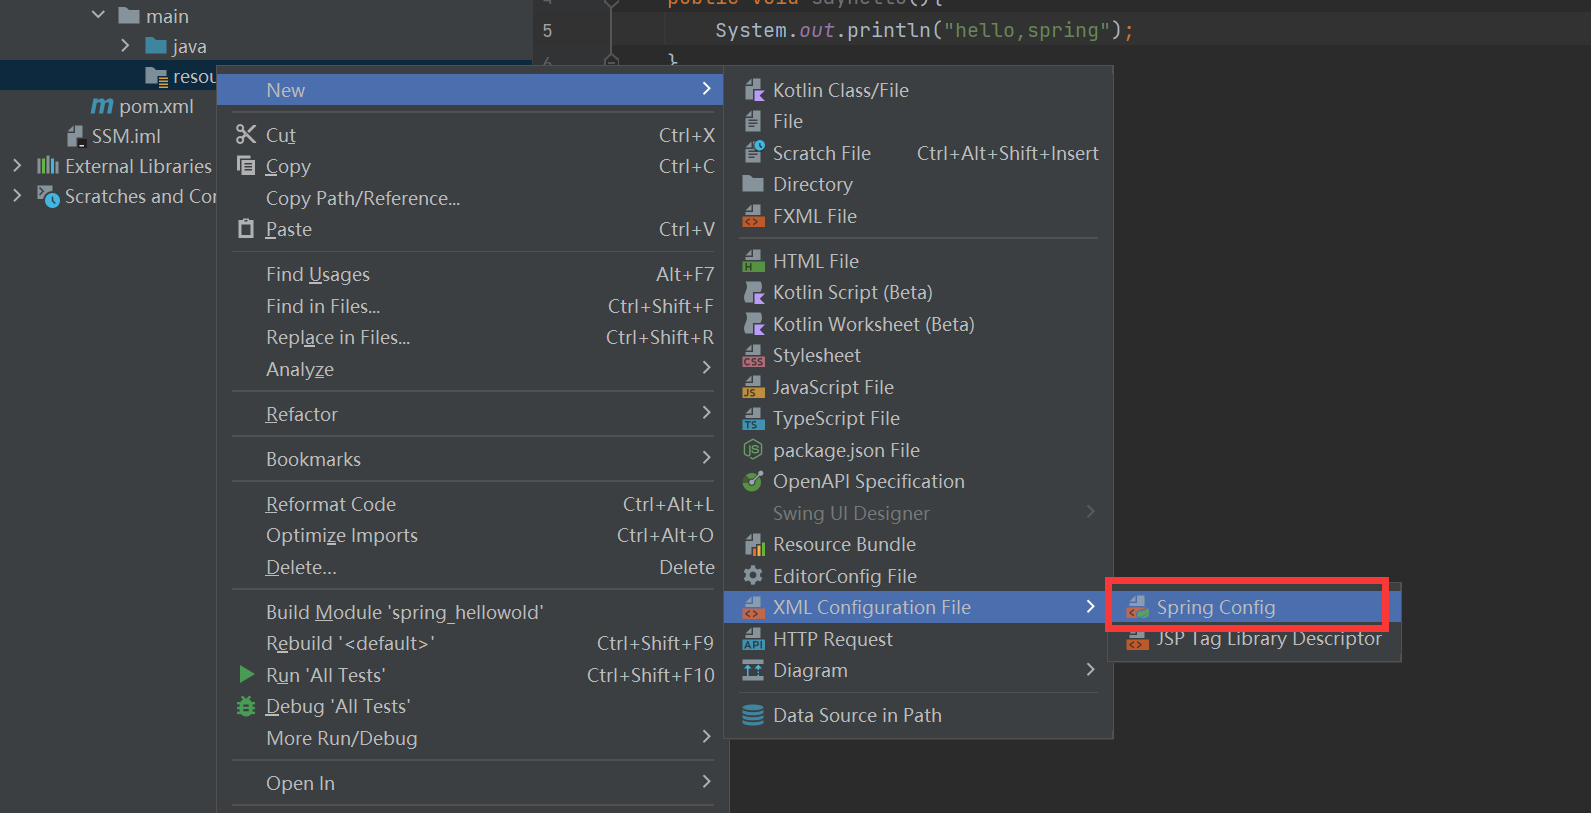 main
java
resou
pom.xml
SSM.iml
External Libraries
Scratches and Cor
5
System.out.println("hello,spring");
6
}
New
Cut Ctrl+X
Copy Ctrl+C
Copy Path/Reference...
Paste Ctrl+V
Find Usages Alt+F7
Find in Files... Ctrl+Shift+F
Replace in Files... Ctrl+Shift+R
Analyze
Refactor
Bookmarks
Reformat Code Ctrl+Alt+L
Optimize Imports Ctrl+Alt+O
Delete... Delete
Build Module 'spring_hellowold'
Rebuild '<default>' Ctrl+Shift+F9
Run 'All Tests' Ctrl+Shift+F10
Debug 'All Tests'
More Run/Debug
Open In
Kotlin Class/File
File
Scratch File Ctrl+Alt+Shift+Insert
Directory
FXML File
HTML File
Kotlin Script (Beta)
Kotlin Worksheet (Beta)
Stylesheet
JavaScript File
TypeScript File
package.json File
OpenAPI Specification
Swing UI Designer
Resource Bundle
EditorConfig File
XML Configuration File
HTTP Request
Diagram
Data Source in Path
Spring Config
JSP Tag Library Descriptor